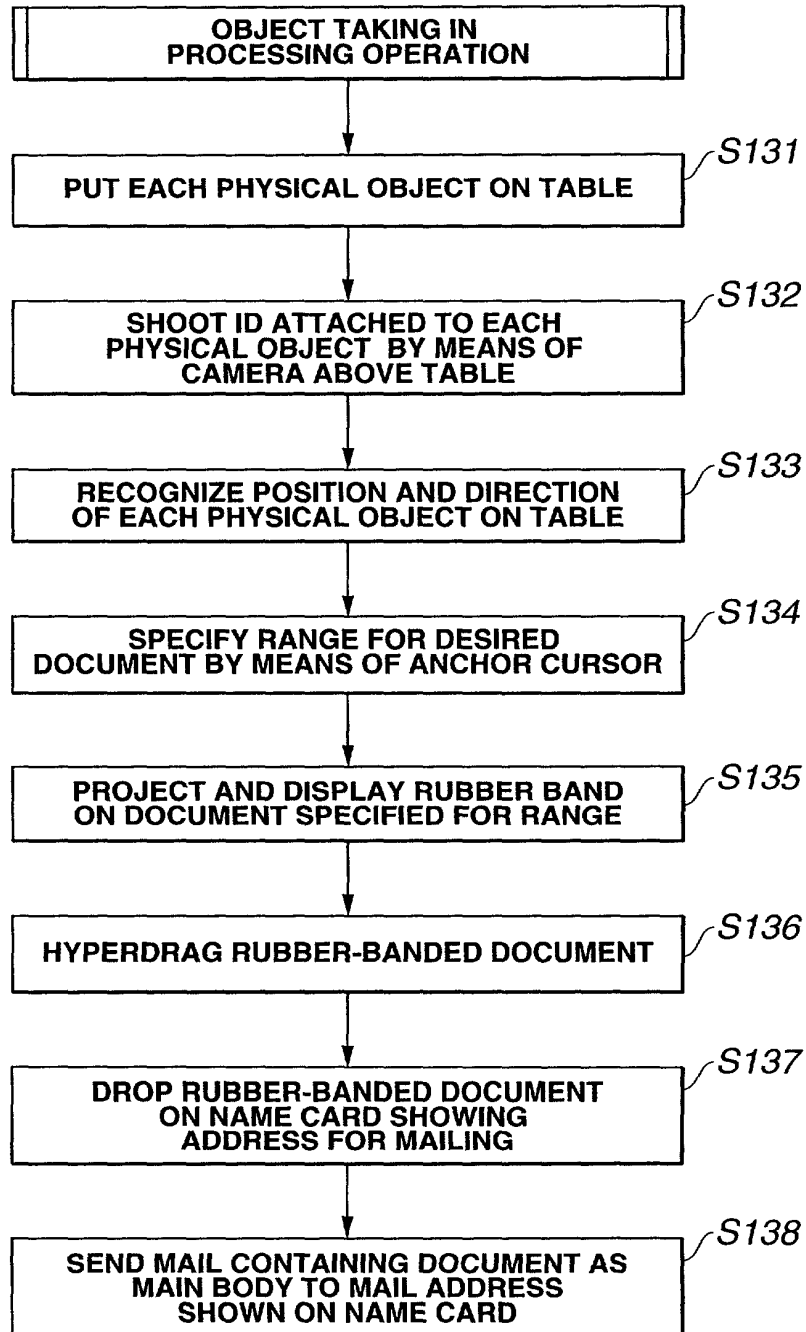 OBJECT TAKING IN
PROCESSING OPERATION
S131
PUT EACH PHYSICAL OBJECT ON TABLE
S132
SHOOT ID ATTACHED TO EACH
PHYSICAL OBJECT BY MEANS OF
CAMERA ABOVE TABLE
S133
RECOGNIZE POSITION AND DIRECTION
OF EACH PHYSICAL OBJECT ON TABLE
S134
SPECIFY RANGE FOR DESIRED
DOCUMENT BY MEANS OF ANCHOR CURSOR
S135
PROJECT AND DISPLAY RUBBER BAND
ON DOCUMENT SPECIFIED FOR RANGE
S136
HYPERDRAG RUBBER-BANDED DOCUMENT
S137
DROP RUBBER-BANDED DOCUMENT
ON NAME CARD SHOWING
ADDRESS FOR MAILING
S138
SEND MAIL CONTAINING DOCUMENT AS
MAIN BODY TO MAIL ADDRESS
SHOWN ON NAME CARD